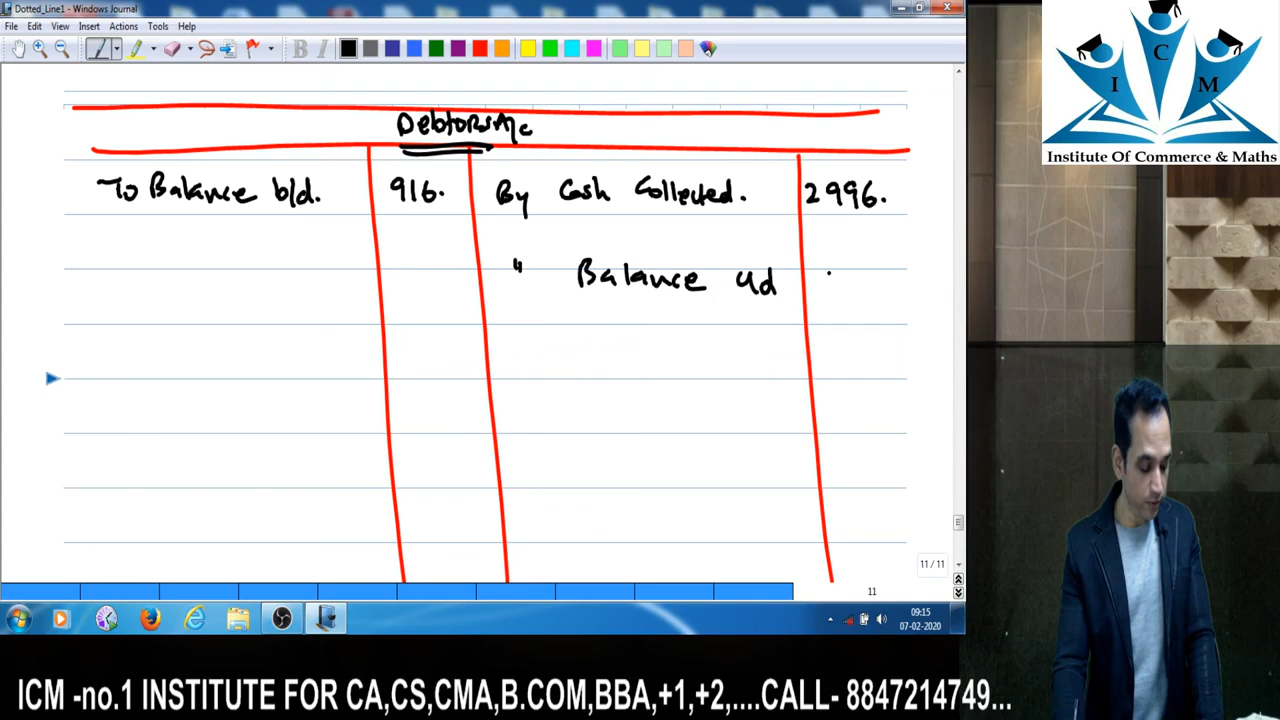 Dotted_Line1 - Windows Journal
File Edit View Insert Actions Tools Help
B I
Debtors A/c
To Balance b/d. 916. By Cash Collected. 2996.
" Balance c/d
11 / 11
11
09:15
07-02-2020
I C M
Institute Of Commerce & Maths
ICM -no.1 INSTITUTE FOR CA,CS,CMA,B.COM,BBA,+1,+2,....CALL- 8847214749...